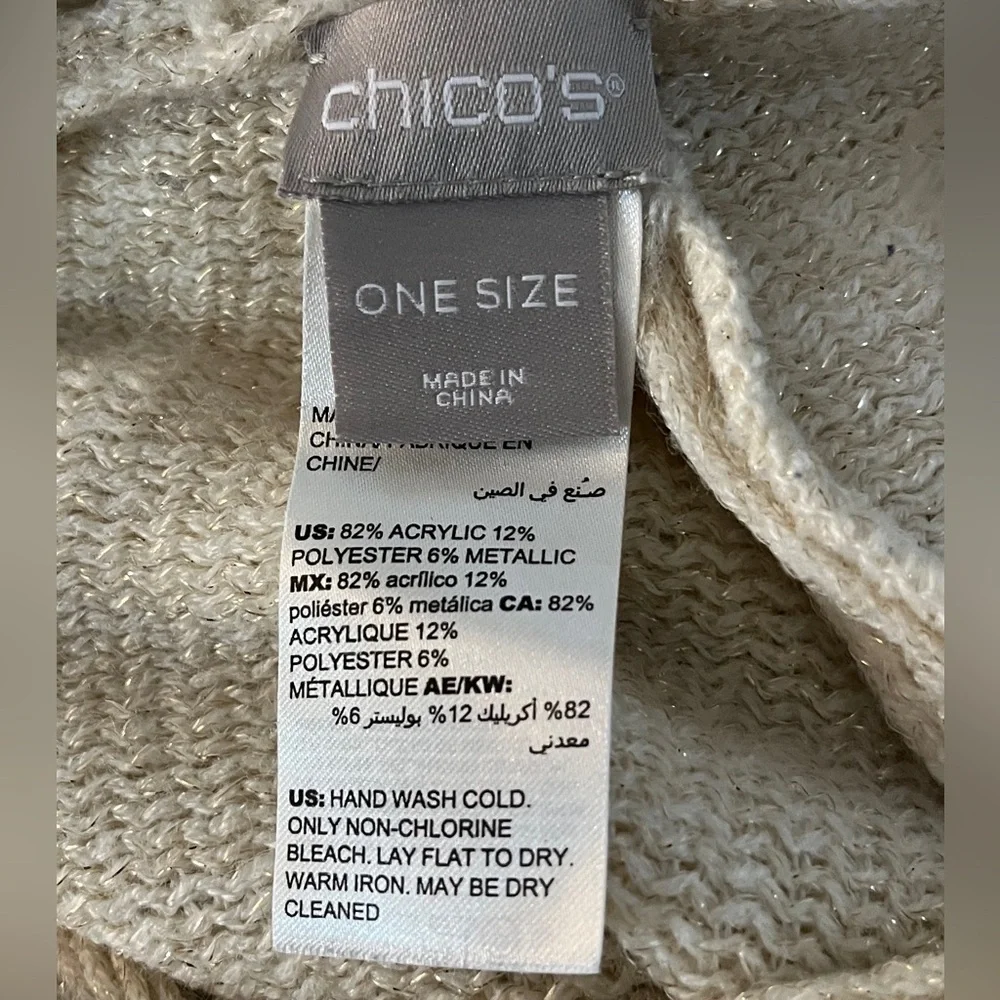 chico's®
ONE SIZE
MADE IN
CHINA
CHINE/
صُنع في الصين
US: 82% ACRYLIC 12%
POLYESTER 6% METALLIC
MX: 82% acrílico 12%
poliéster 6% metálica CA: 82%
ACRYLIQUE 12%
POLYESTER 6%
MÉTALLIQUE AE/KW:
82% أكريليك 12% بوليستر 6%
معدني
US: HAND WASH COLD.
ONLY NON-CHLORINE
BLEACH. LAY FLAT TO DRY.
WARM IRON. MAY BE DRY
CLEANED